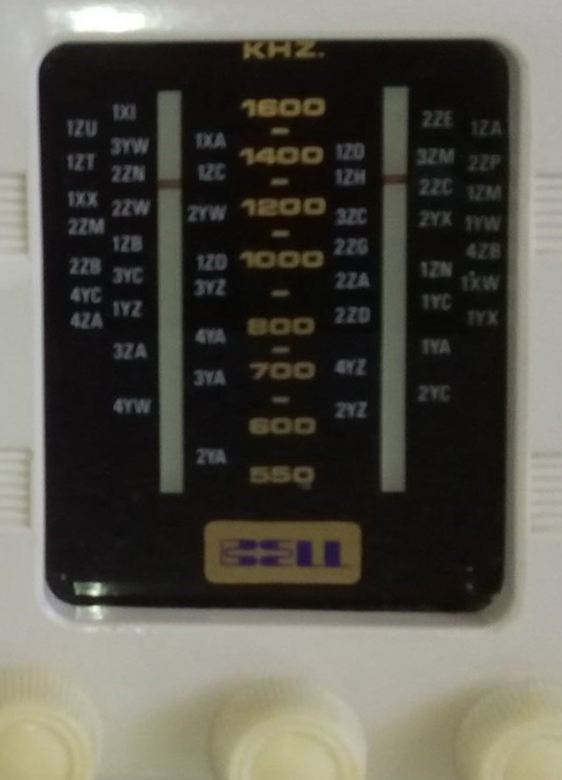 KHZ.
1XI 1600 2ZE
1ZU 1ZA
3YW 1XA
1ZT 1400 1ZO 3ZM 2ZP
2ZN 1ZC 1ZH
1XX 2ZC 1ZM
2ZW 2YW 1200 3ZC 2YX 1YW
2ZM
1ZB 2ZG 4ZB
2ZB 1ZD 1000 1ZN
3YC 3YZ 2ZA 1XW
4YC
4ZA 1YZ 800 2ZD 1YC 1YX
4YA
3ZA 1YA
3YA 700 4YZ
4YW 600 2YZ 2YC
2YA
550
BELL